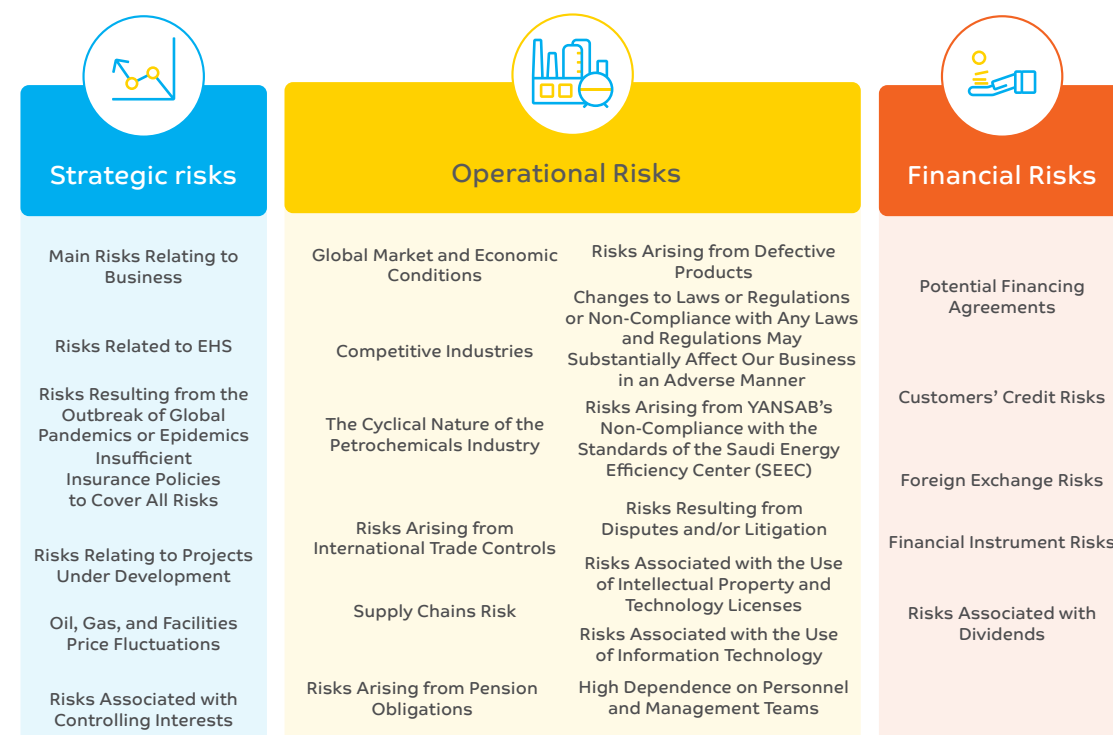 Strategic risks
Main Risks Relating to
Business
Risks Related to EHS
Risks Resulting from the
Outbreak of Global
Pandemics or Epidemics
Insufficient
Insurance Policies
to Cover All Risks
Risks Relating to Projects
Under Development
Oil, Gas, and Facilities
Price Fluctuations
Risks Associated with
Controlling Interests
Operational Risks
Global Market and Economic
Conditions
Competitive Industries
The Cyclical Nature of the
Petrochemicals Industry
Risks Arising from
International Trade Controls
Supply Chains Risk
Risks Arising from Pension
Obligations
Risks Arising from Defective
Products
Changes to Laws or Regulations
or Non-Compliance with Any Laws
and Regulations May
Substantially Affect Our Business
in an Adverse Manner
Risks Arising from YANSAB’s
Non-Compliance with the
Standards of the Saudi Energy
Efficiency Center (SEEC)
Risks Resulting from
Disputes and/or Litigation
Risks Associated with the Use
of Intellectual Property and
Technology Licenses
Risks Associated with the Use
of Information Technology
High Dependence on Personnel
and Management Teams
Financial Risks
Potential Financing
Agreements
Customers’ Credit Risks
Foreign Exchange Risks
Financial Instrument Risks
Risks Associated with
Dividends